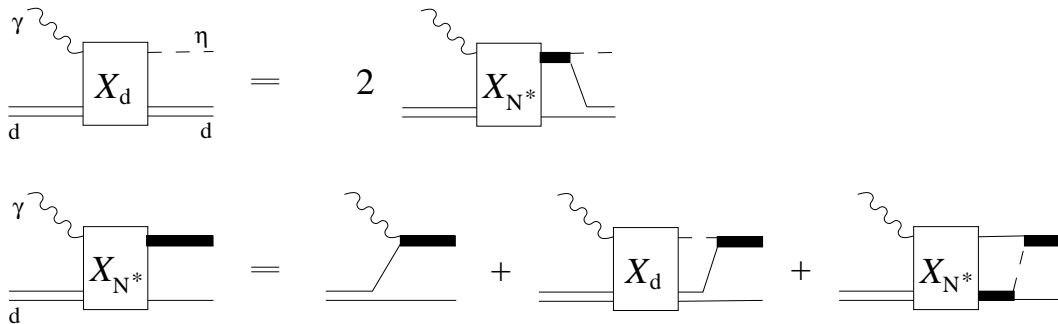 γ η
X_d = 2 X_N*
d d
γ
X_N* = + X_d + X_N*
d